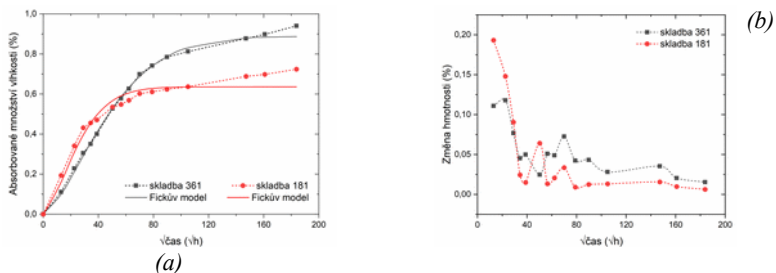 (b)
1,0
0,8
0,6
0,4
0,2
0,0
Absorbované množství vlhkosti (%)
skladba 361 skladba 181
Fickův model Fickův model
0 40 80 120 160 200
√čas (√h)
(a)
skladba 361
skladba 181
0,20
0,15
0,10
0,05
0,00
Změna hmotnosti (%)
0 40 80 120 160 200
√čas (√h)